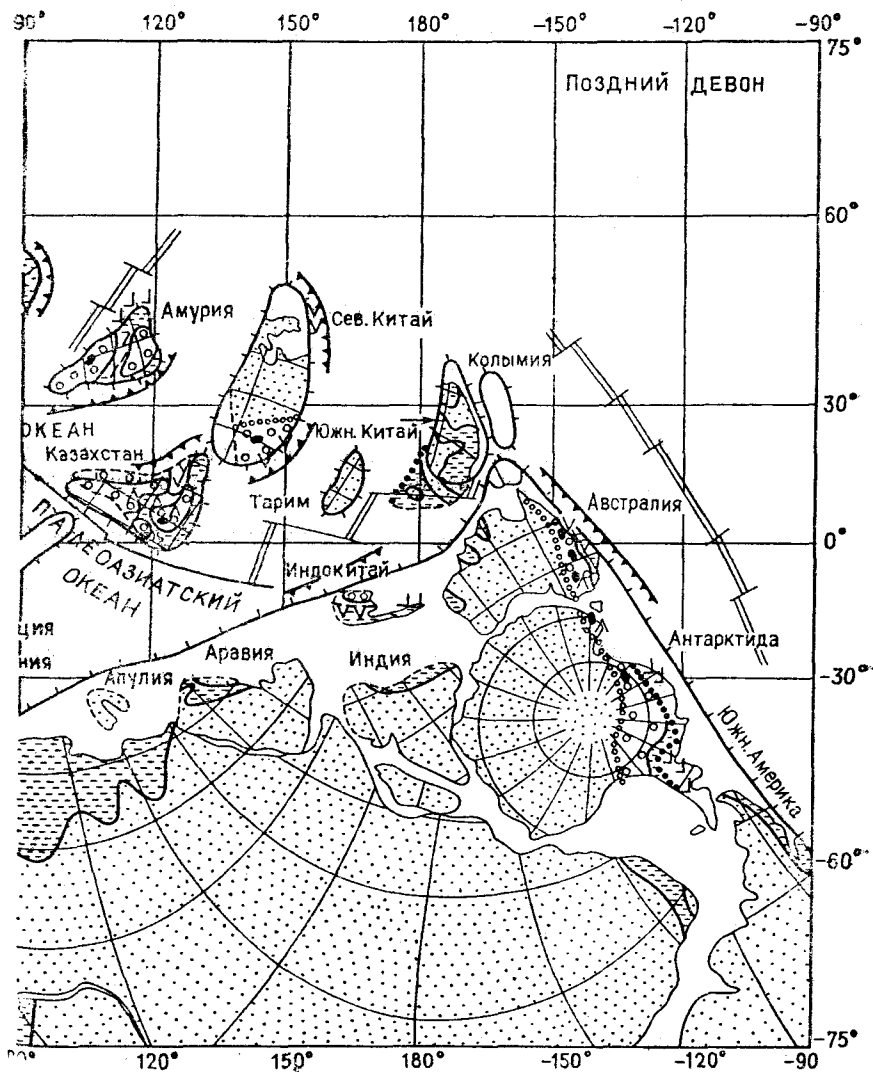 90° 120° 150° 180° -150° -120° -90°
75°
ПОЗДНИЙ ДЕВОН
60°
Амурия
Сев. Китай
Колымия
30°
ОКЕАН
Южн. Китай
Казахстан
Тарим
Австралия
0°
ПАЛЕОАЗИАТСКИЙ
ОКЕАН
Индокитай
ция
ния
Антарктида
Аравия
Индия
Апулия
-30°
Южн. Америка
-60°
-75°
90° 120° 150° 180° -150° -120° -90°